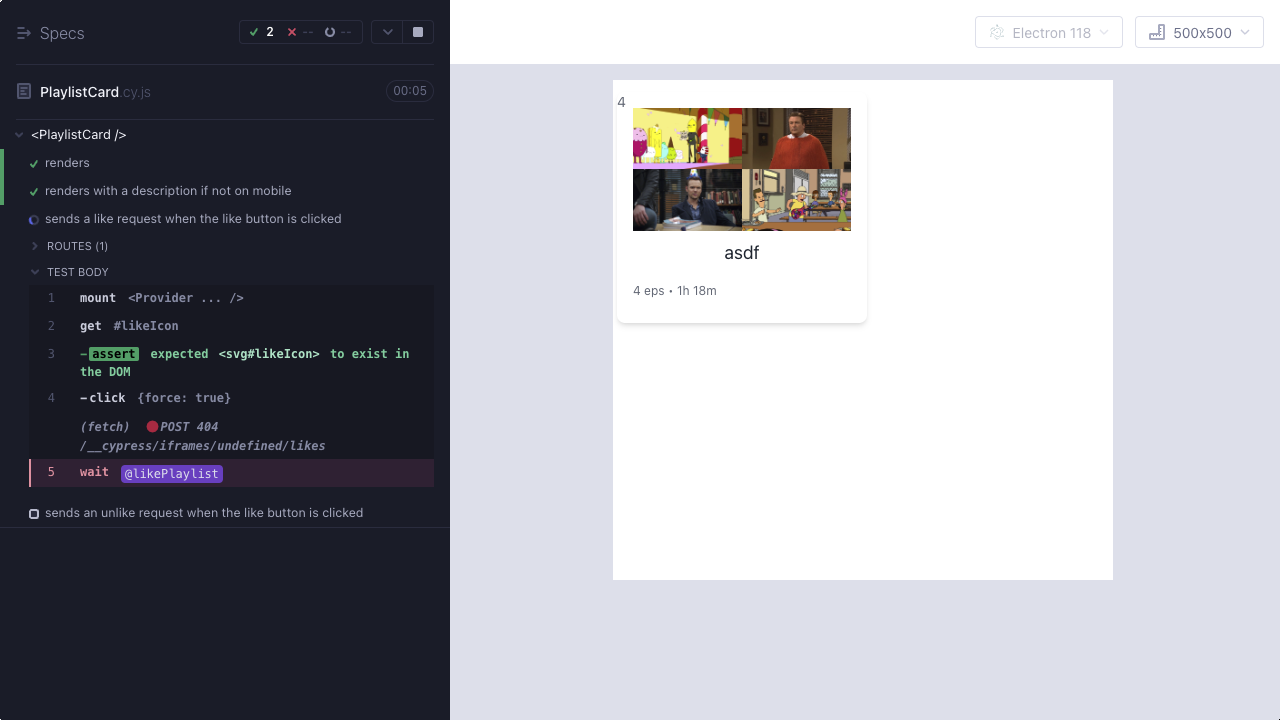 Specs
2 -- --
PlaylistCard.cy.js 00:05
<PlaylistCard />
renders
renders with a description if not on mobile
sends a like request when the like button is clicked
ROUTES (1)
TEST BODY
1 mount <Provider ... />
2 get #likeIcon
3 -assert expected <svg#likeIcon> to exist in
the DOM
4 -click {force: true}
(fetch) POST 404
/__cypress/iframes/undefined/likes
5 wait @likePlaylist
sends an unlike request when the like button is clicked
Electron 118
500x500
4
asdf
4 eps • 1h 18m